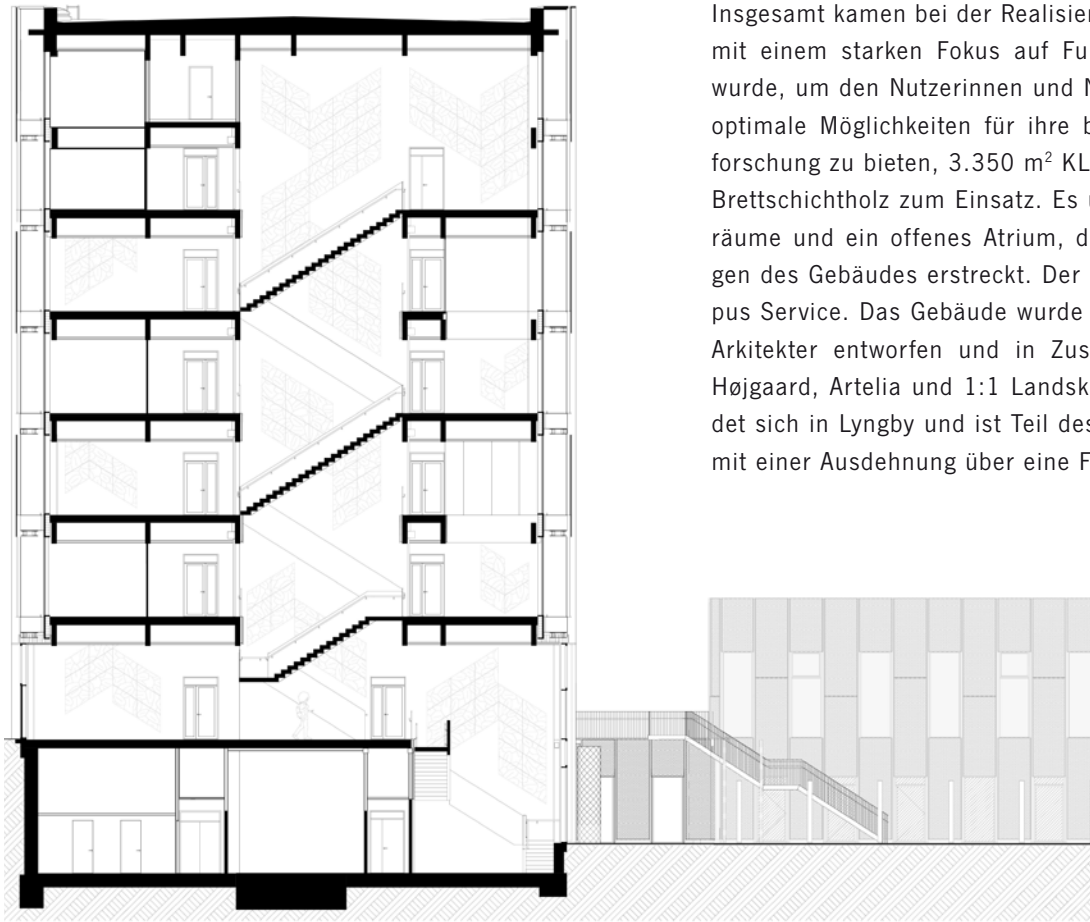 Insgesamt kamen bei der Realisier
mit einem starken Fokus auf Fu
wurde, um den Nutzerinnen und N
optimale Möglichkeiten für ihre b
forschung zu bieten, 3.350 m² KL
Brettschichtholz zum Einsatz. Es u
räume und ein offenes Atrium, d
gen des Gebäudes erstreckt. Der
pus Service. Das Gebäude wurde
Arkitekter entworfen und in Zus
Højgaard, Artelia und 1:1 Landsk
det sich in Lyngby und ist Teil des
mit einer Ausdehnung über eine F